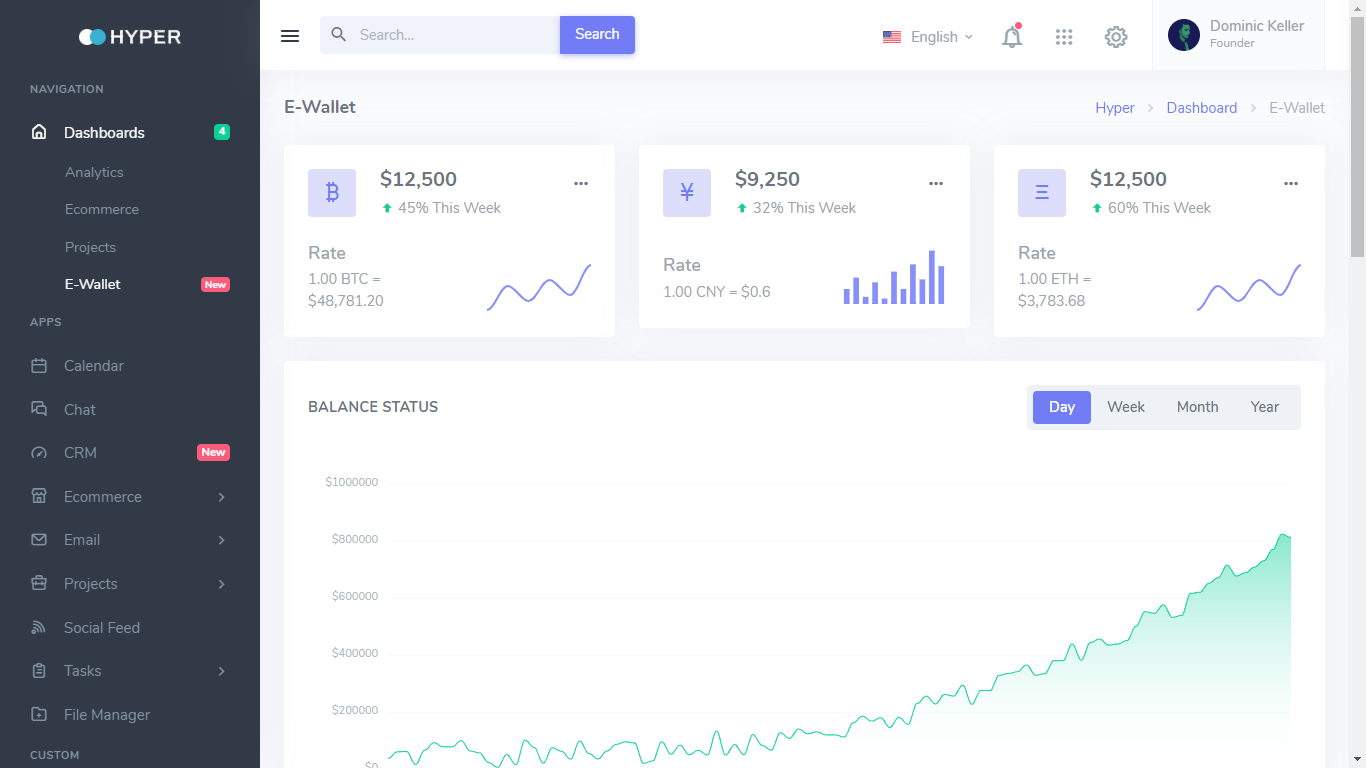 HYPER
NAVIGATION
Dashboards 4
Analytics
Ecommerce
Projects
E-Wallet New
APPS
Calendar
Chat
CRM New
Ecommerce
Email
Projects
Social Feed
Tasks
File Manager
CUSTOM
Search... Search
English
Dominic Keller
Founder
E-Wallet
Hyper > Dashboard > E-Wallet
$12,500
45% This Week
Rate
1.00 BTC =
$48,781.20
¥
$9,250
32% This Week
Rate
1.00 CNY = $0.6
Ξ
$12,500
60% This Week
Rate
1.00 ETH =
$3,783.68
BALANCE STATUS
Day Week Month Year
$1000000
$800000
$600000
$400000
$200000
$0